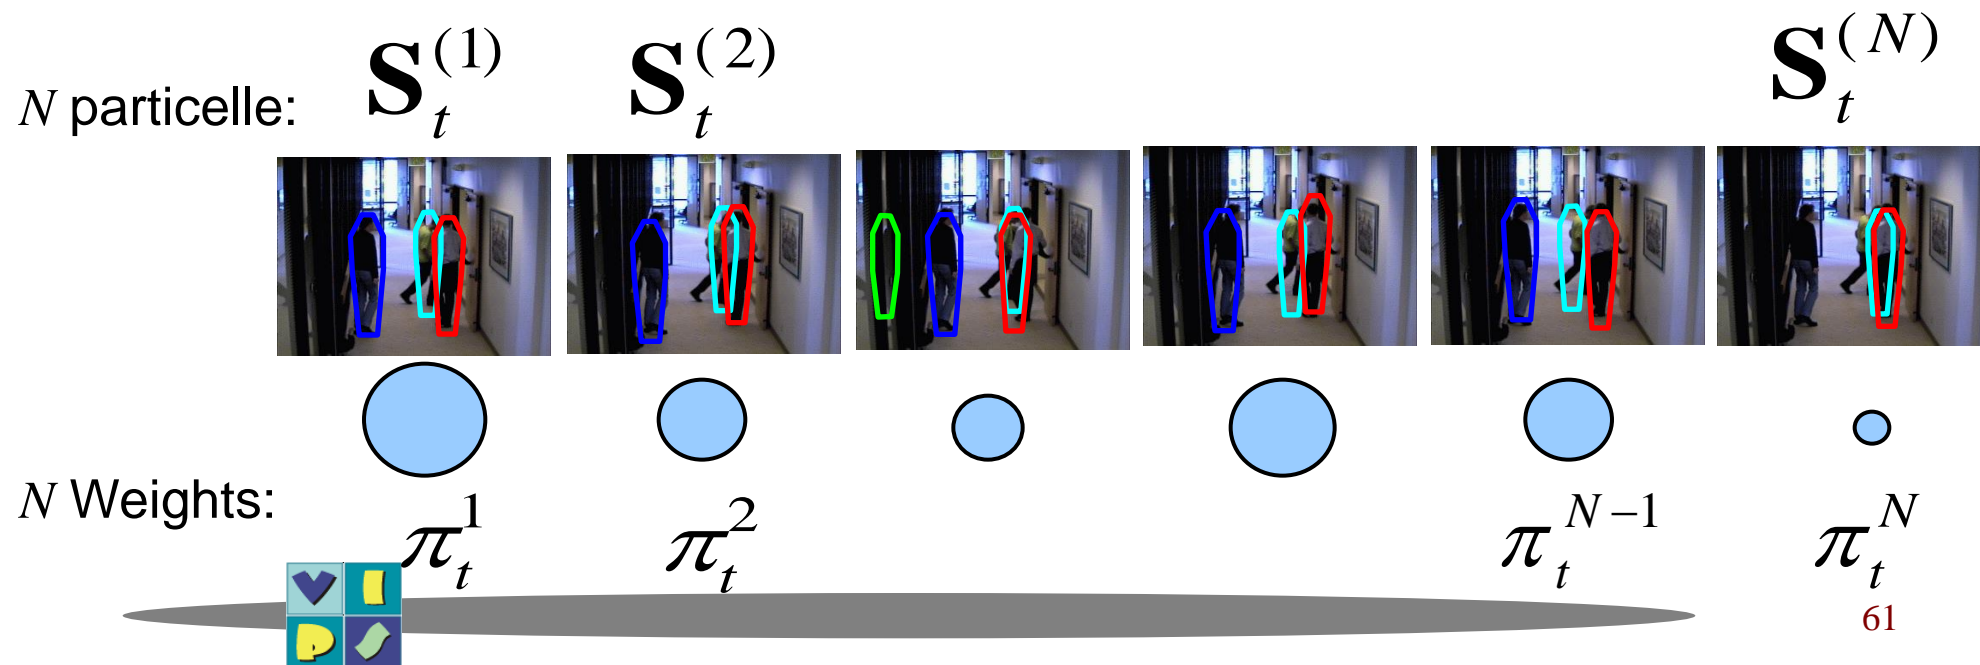 N particelle: S_t^(1) S_t^(2) S_t^(N)
N Weights: π_t^1 π_t^2 π_t^{N-1} π_t^N
V I
P S
61